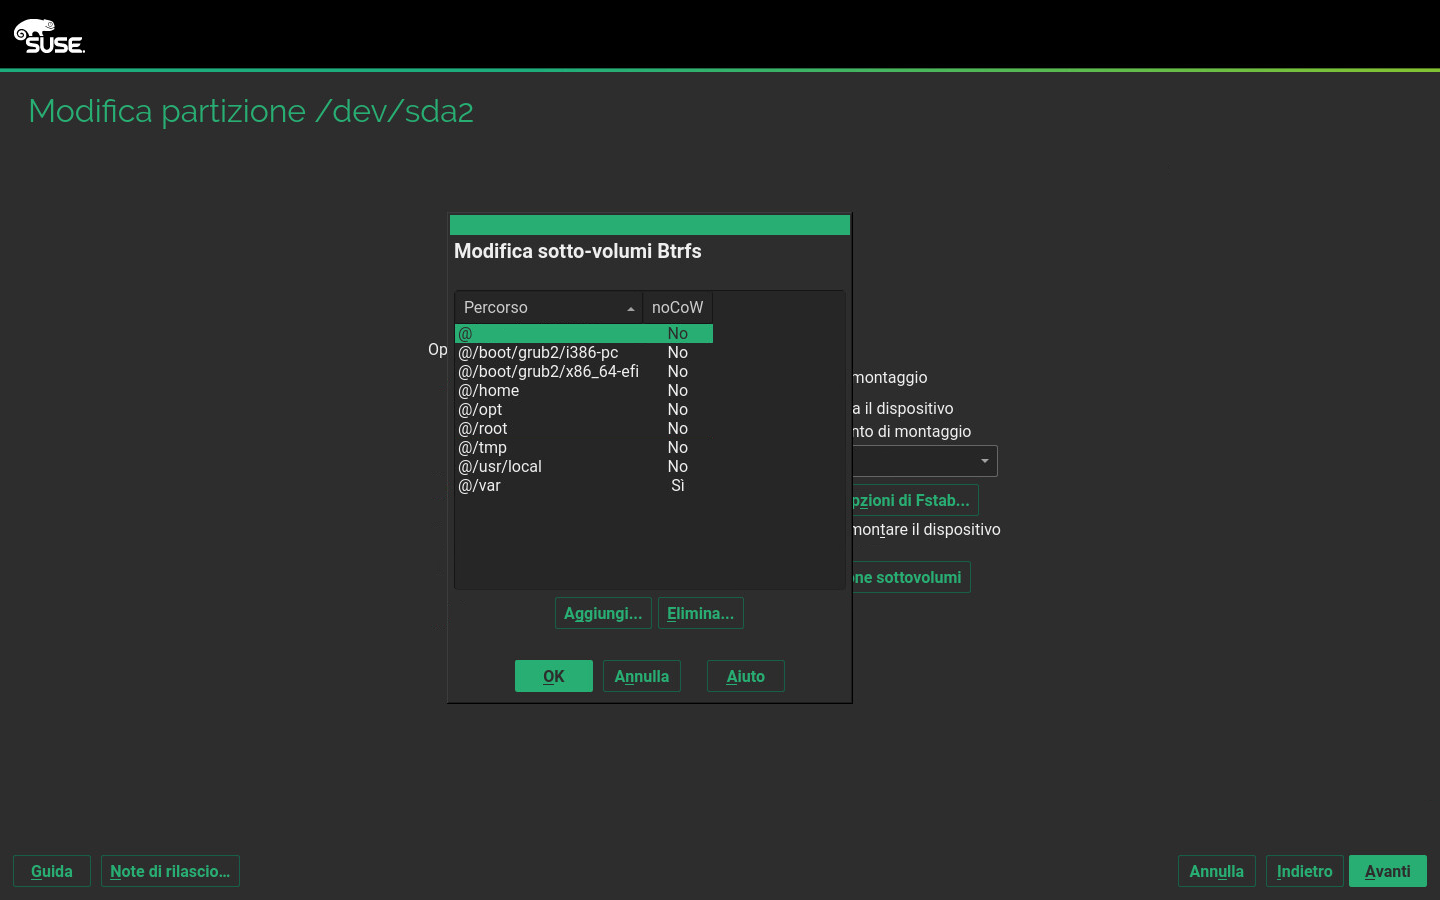 SUSE
Modifica partizione /dev/sda2
Modifica sotto-volumi Btrfs
Percorso noCoW
@ No
@/boot/grub2/i386-pc No
@/boot/grub2/x86_64-efi No
@/home No
@/opt No
@/root No
@/tmp No
@/usr/local No
@/var Sì
Aggiungi... Elimina...
OK Annulla Aiuto
Op
montaggio
a il dispositivo
nto di montaggio
pzioni di Fstab...
montare il dispositivo
one sottovolumi
Guida Note di rilascio... Annulla Indietro Avanti